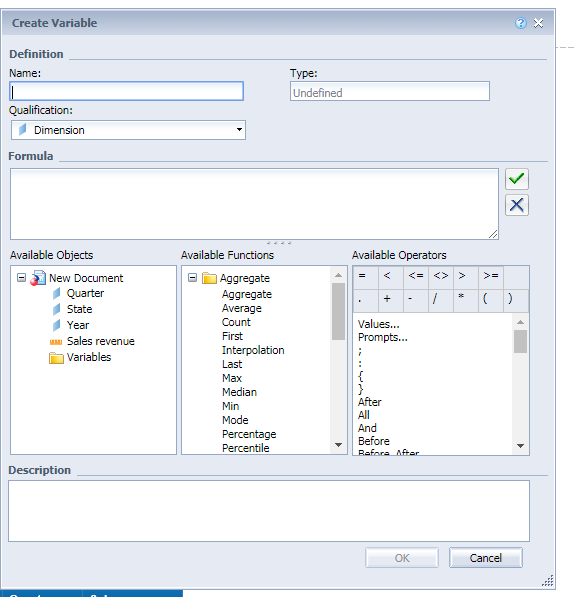 Create Variable
Definition
Name: Type:
Undefined
Qualification:
Dimension
Formula
Available Objects Available Functions Available Operators
New Document
Quarter
State
Year
Sales revenue
Variables
Aggregate
Aggregate
Average
Count
First
Interpolation
Last
Max
Median
Min
Mode
Percentage
Percentile
= < <= <> > >=
. + - / * ( )
Values...
Prompts...
;
:
{
}
After
All
And
Before
Before After
Description
OK Cancel